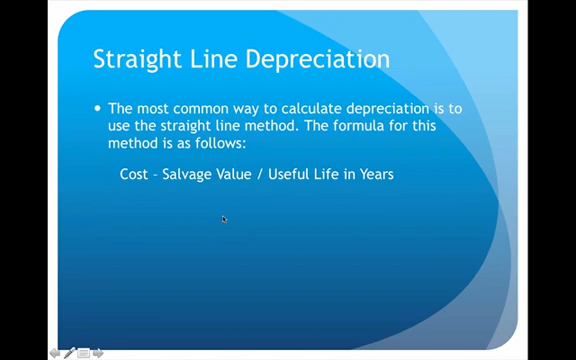 Straight Line Depreciation
• The most common way to calculate depreciation is to
use the straight line method. The formula for this
method is as follows:
Cost – Salvage Value / Useful Life in Years